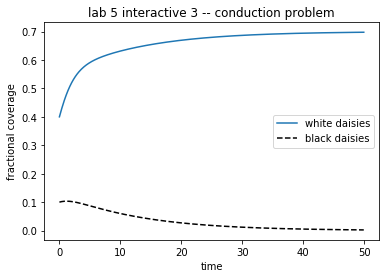 lab 5 interactive 3 -- conduction problem
fractional coverage
0.7
0.6
0.5
0.4
0.3
0.2
0.1
0.0
white daisies
black daisies
0 10 20 30 40 50
time